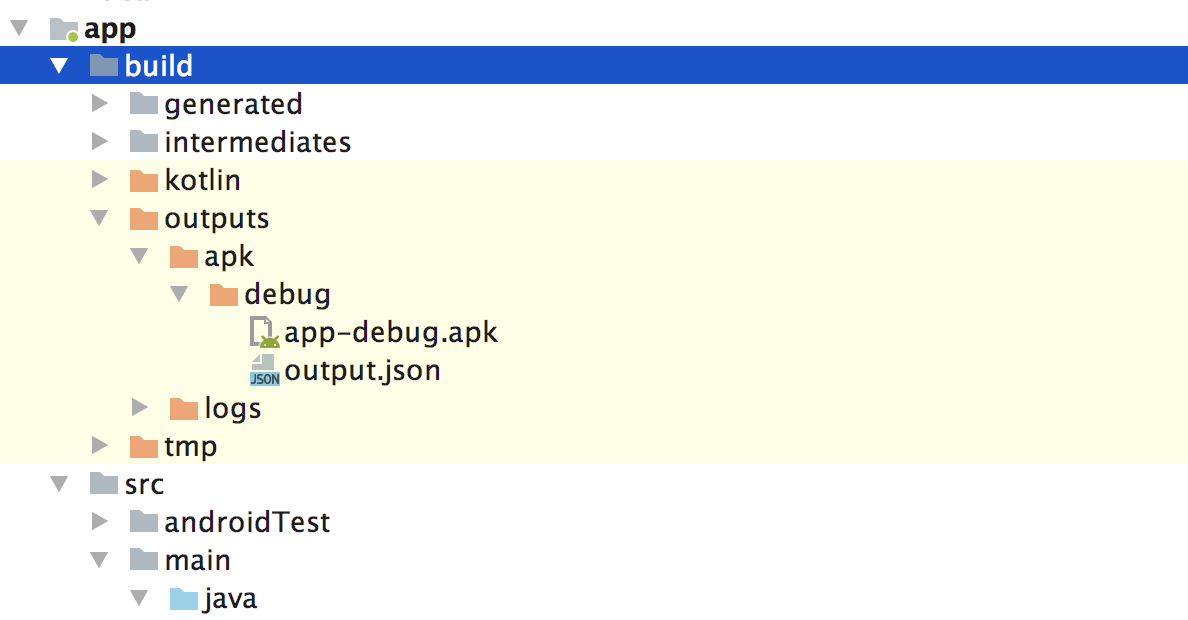 app
build
generated
intermediates
kotlin
outputs
apk
debug
app-debug.apk
JSON output.json
logs
tmp
src
androidTest
main
java